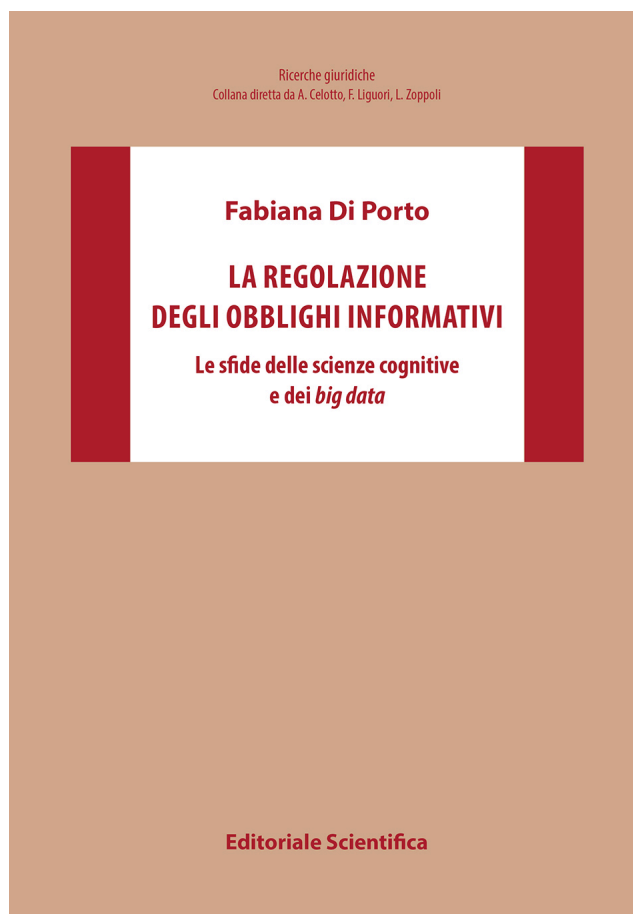 Ricerche giuridiche
Collana diretta da A. Celotto, F. Liguori, L. Zoppoli
Fabiana Di Porto
LA REGOLAZIONE
DEGLI OBBLIGHI INFORMATIVI
Le sfide delle scienze cognitive
e dei big data
Editoriale Scientifica